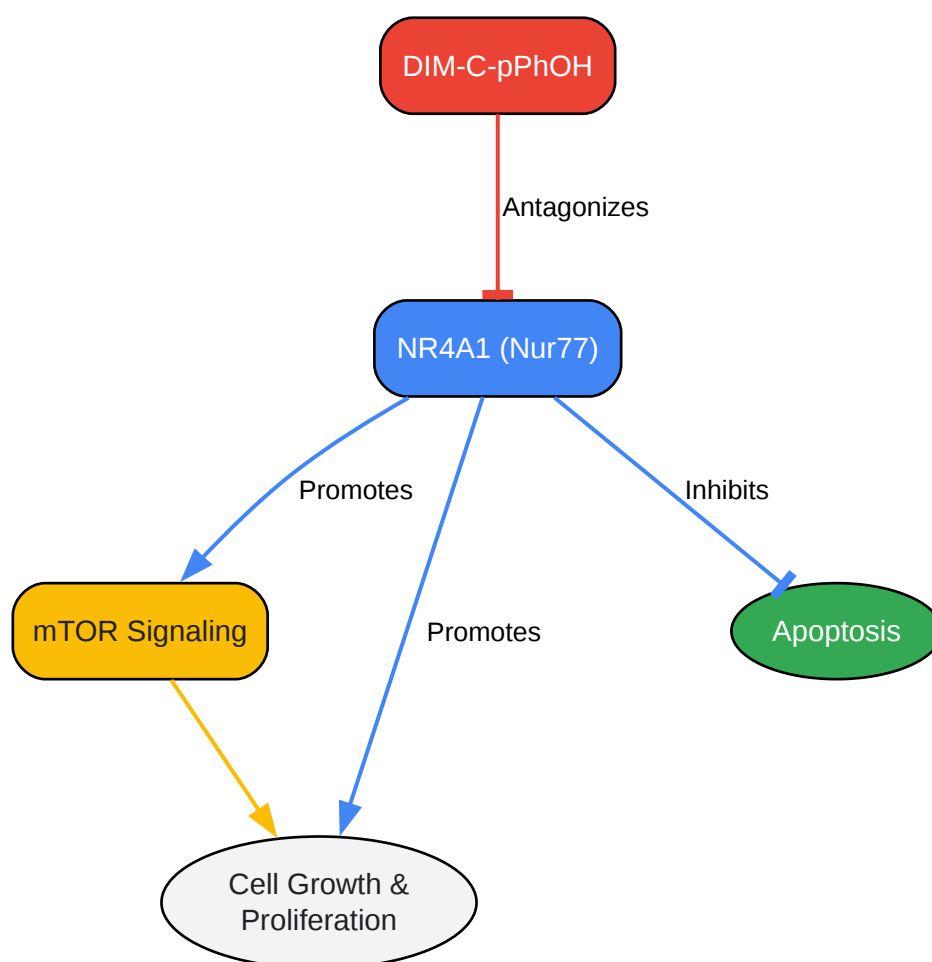 DIM-C-pPhOH
Antagonizes
NR4A1 (Nur77)
Promotes
Inhibits
mTOR Signaling
Promotes
Apoptosis
Cell Growth &
Proliferation